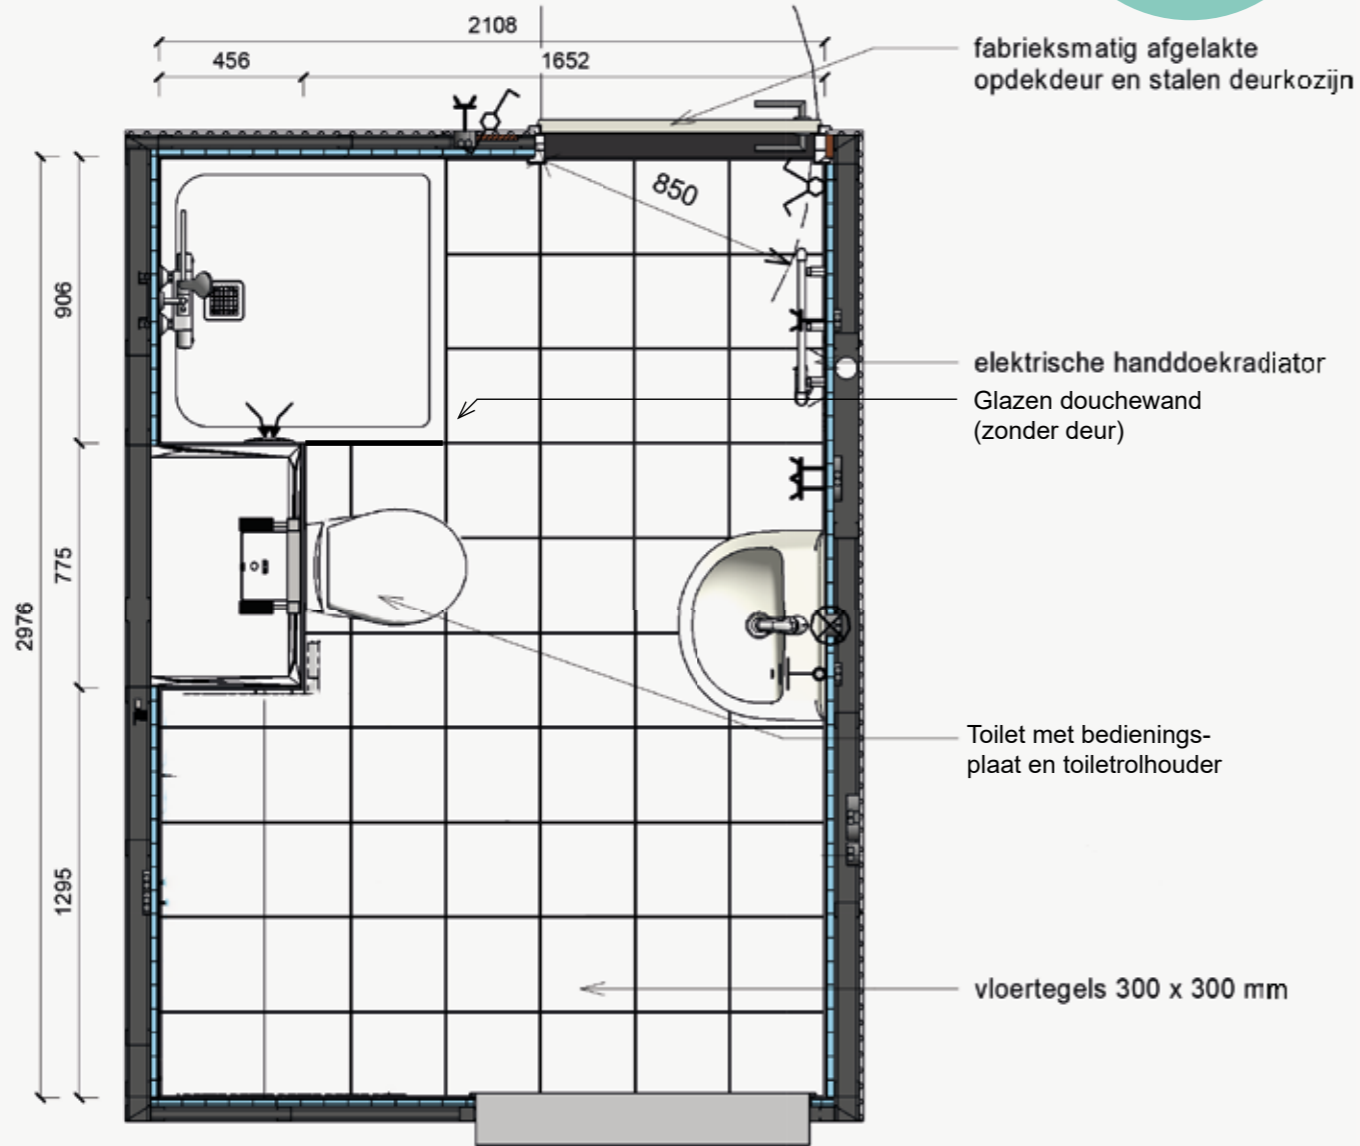 2108
456
1652
fabrieksmatig afgelakte
opdekdeur en stalen deurkozijn
850
906
elektrische handdoekradiator
Glazen douchewand
(zonder deur)
775
2976
Toilet met bedienings-
plaat en toiletrolhouder
1295
vloertegels 300 x 300 mm